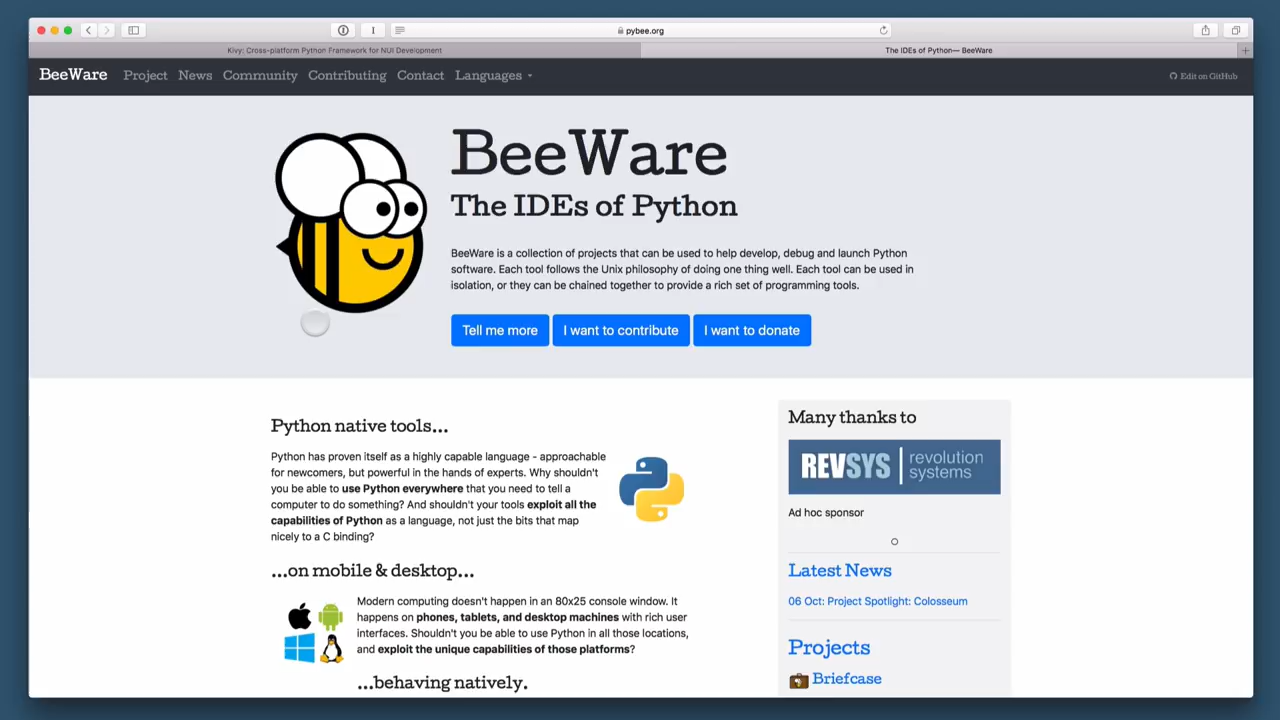 pybee.org
Kivy: Cross-platform Python Framework for NUI Development
The IDEs of Python— BeeWare
BeeWare Project News Community Contributing Contact Languages
Edit on GitHub
BeeWare
The IDEs of Python
BeeWare is a collection of projects that can be used to help develop, debug and launch Python
software. Each tool follows the Unix philosophy of doing one thing well. Each tool can be used in
isolation, or they can be chained together to provide a rich set of programming tools.
Tell me more
I want to contribute
I want to donate
Python native tools...
Python has proven itself as a highly capable language - approachable
for newcomers, but powerful in the hands of experts. Why shouldn't
you be able to use Python everywhere that you need to tell a
computer to do something? And shouldn't your tools exploit all the
capabilities of Python as a language, not just the bits that map
nicely to a C binding?
...on mobile & desktop...
Modern computing doesn't happen in an 80x25 console window. It
happens on phones, tablets, and desktop machines with rich user
interfaces. Shouldn't you be able to use Python in all those locations,
and exploit the unique capabilities of those platforms?
...behaving natively.
Many thanks to
REVSYS revolution
systems
Ad hoc sponsor
Latest News
06 Oct: Project Spotlight: Colosseum
Projects
Briefcase